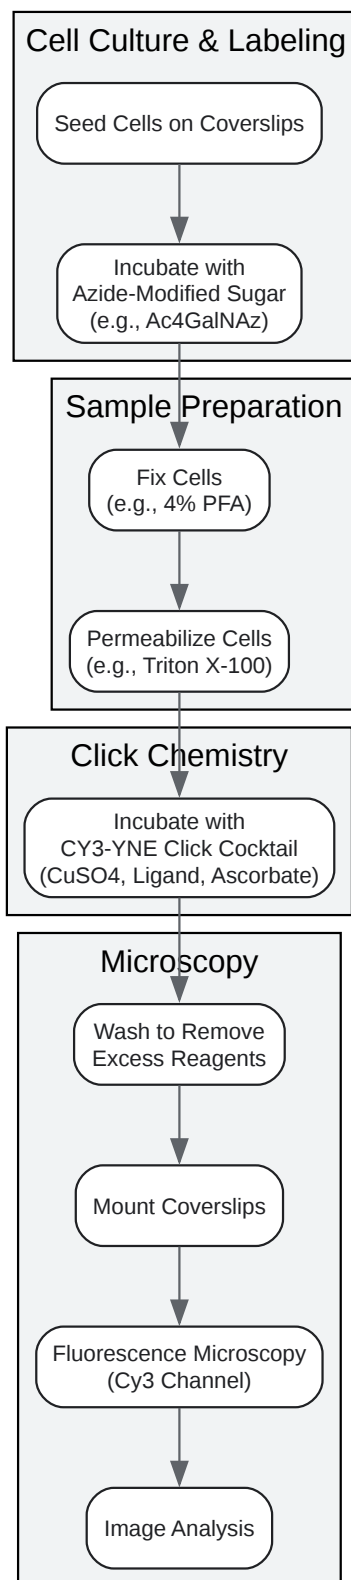 Cell Culture & Labeling
Seed Cells on Coverslips
Incubate with
Azide-Modified Sugar
(e.g., Ac4GalNAz)
Sample Preparation
Fix Cells
(e.g., 4% PFA)
Permeabilize Cells
(e.g., Triton X-100)
Click Chemistry
Incubate with
CY3-YNE Click Cocktail
(CuSO4, Ligand, Ascorbate)
Microscopy
Wash to Remove
Excess Reagents
Mount Coverslips
Fluorescence Microscopy
(Cy3 Channel)
Image Analysis